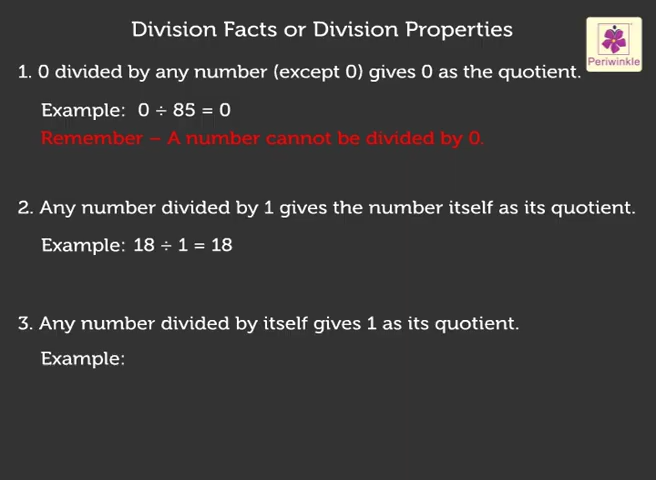 Division Facts or Division Properties
Periwinkle
1. 0 divided by any number (except 0) gives 0 as the quotient.
Example: 0 ÷ 85 = 0
Remember – A number cannot be divided by 0.
2. Any number divided by 1 gives the number itself as its quotient.
Example: 18 ÷ 1 = 18
3. Any number divided by itself gives 1 as its quotient.
Example: